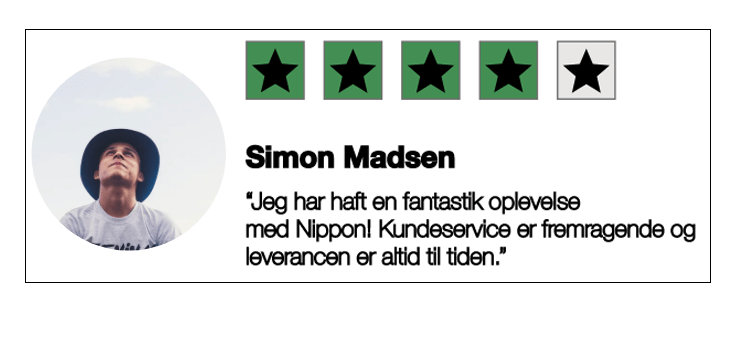 Simon Madsen
“Jeg har haft en fantastik oplevelse
med Nippon! Kundeservice er fremragende og
leverancen er altid til tiden.”